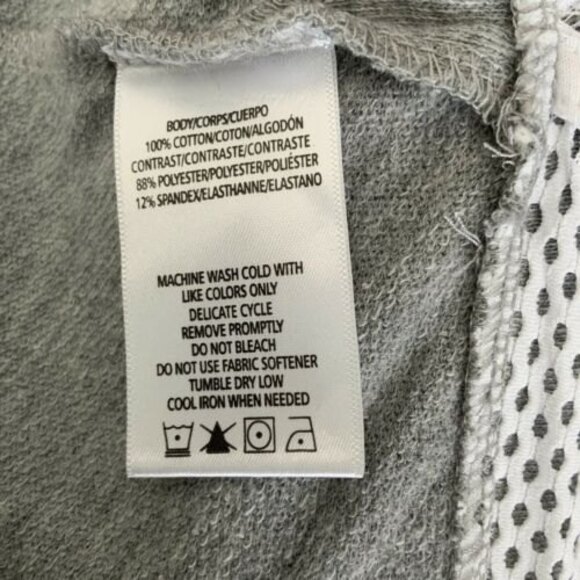 BODY/CORPS/CUERPO
100% COTTON/COTON/ALGODÓN
CONTRAST/CONTRASTE/CONTRASTE
88% POLYESTER/POLYESTER/POLIÉSTER
12% SPANDEX/ELASTHANNE/ELASTANO
MACHINE WASH COLD WITH
LIKE COLORS ONLY
DELICATE CYCLE
REMOVE PROMPTLY
DO NOT BLEACH
DO NOT USE FABRIC SOFTENER
TUMBLE DRY LOW
COOL IRON WHEN NEEDED